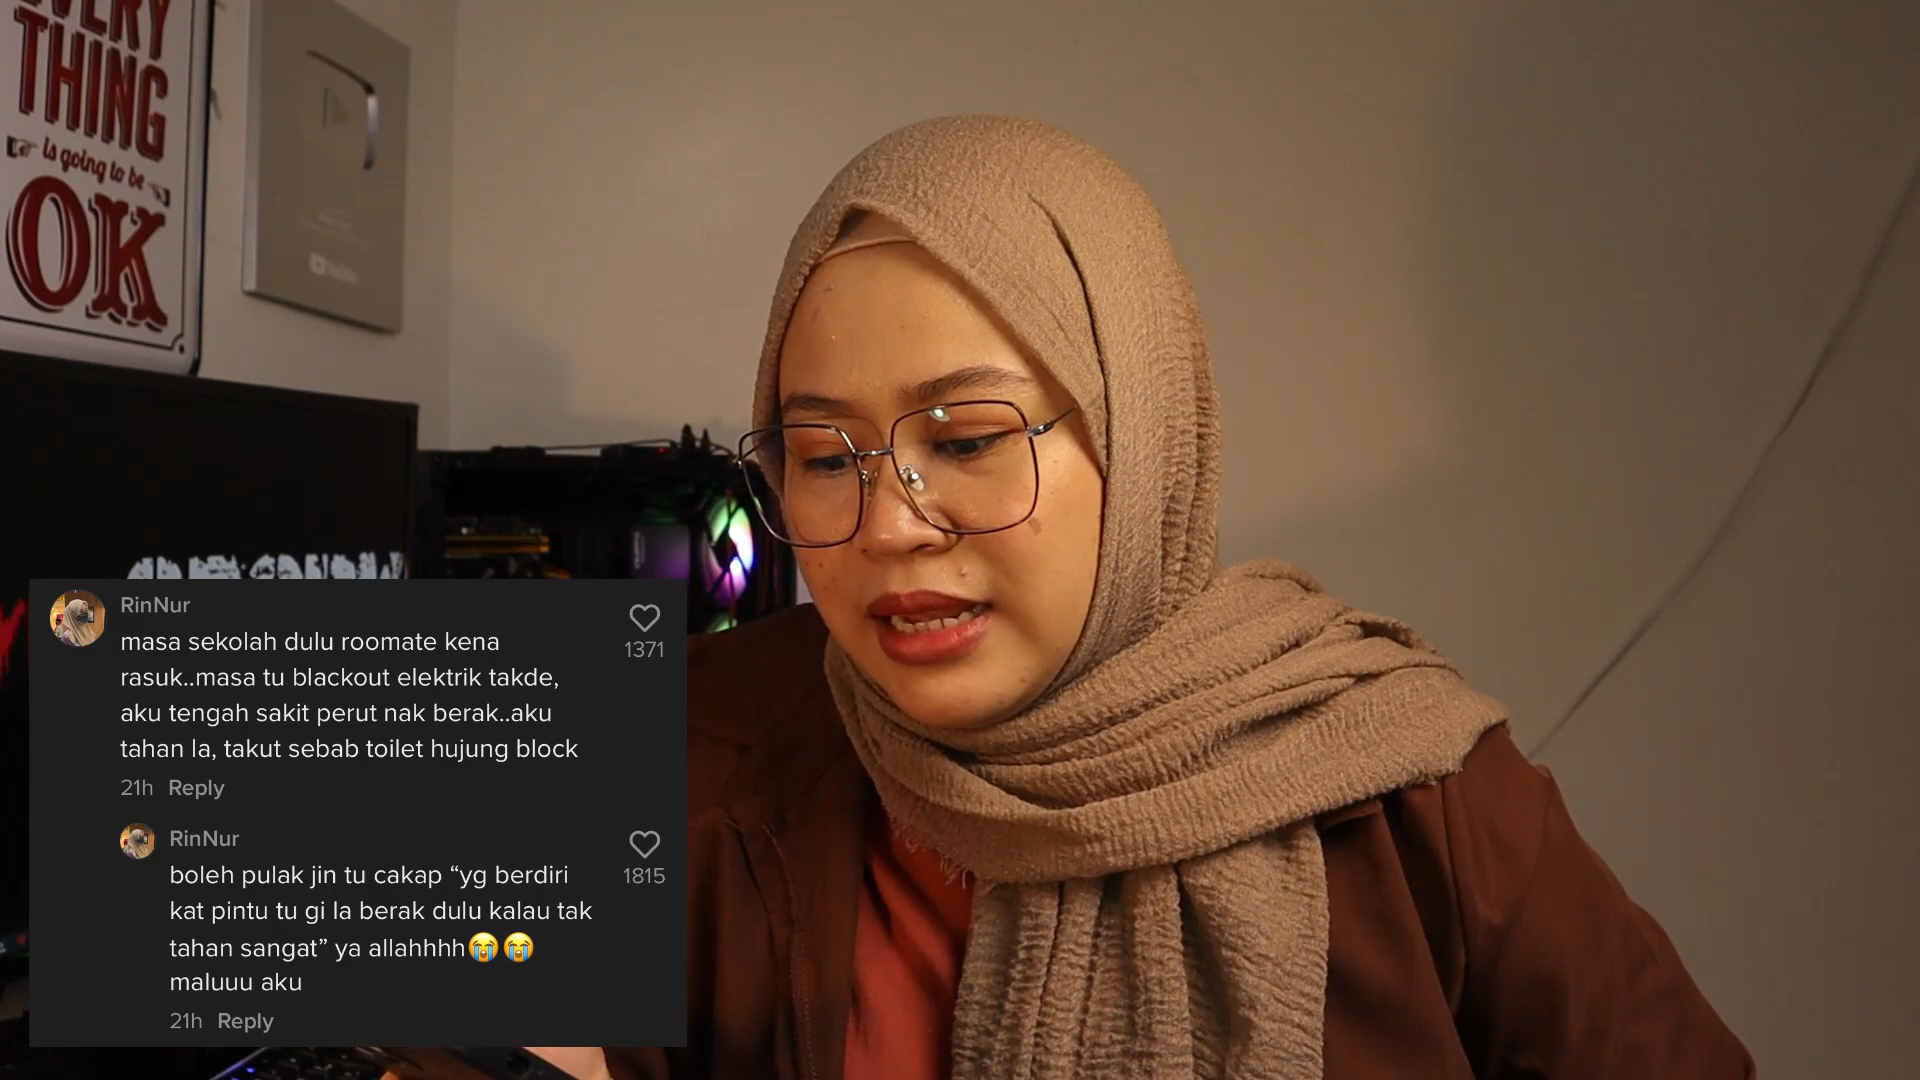 VERY
THING
is going to be
OK
YouTube
RinNur
masa sekolah dulu roomate kena
rasuk..masa tu blackout elektrik takde,
aku tengah sakit perut nak berak..aku
tahan la, takut sebab toilet hujung block
1371
21h Reply
RinNur
boleh pulak jin tu cakap “yg berdiri
kat pintu tu gi la berak dulu kalau tak
tahan sangat” ya allahhhh😭😭
maluuu aku
1815
21h Reply